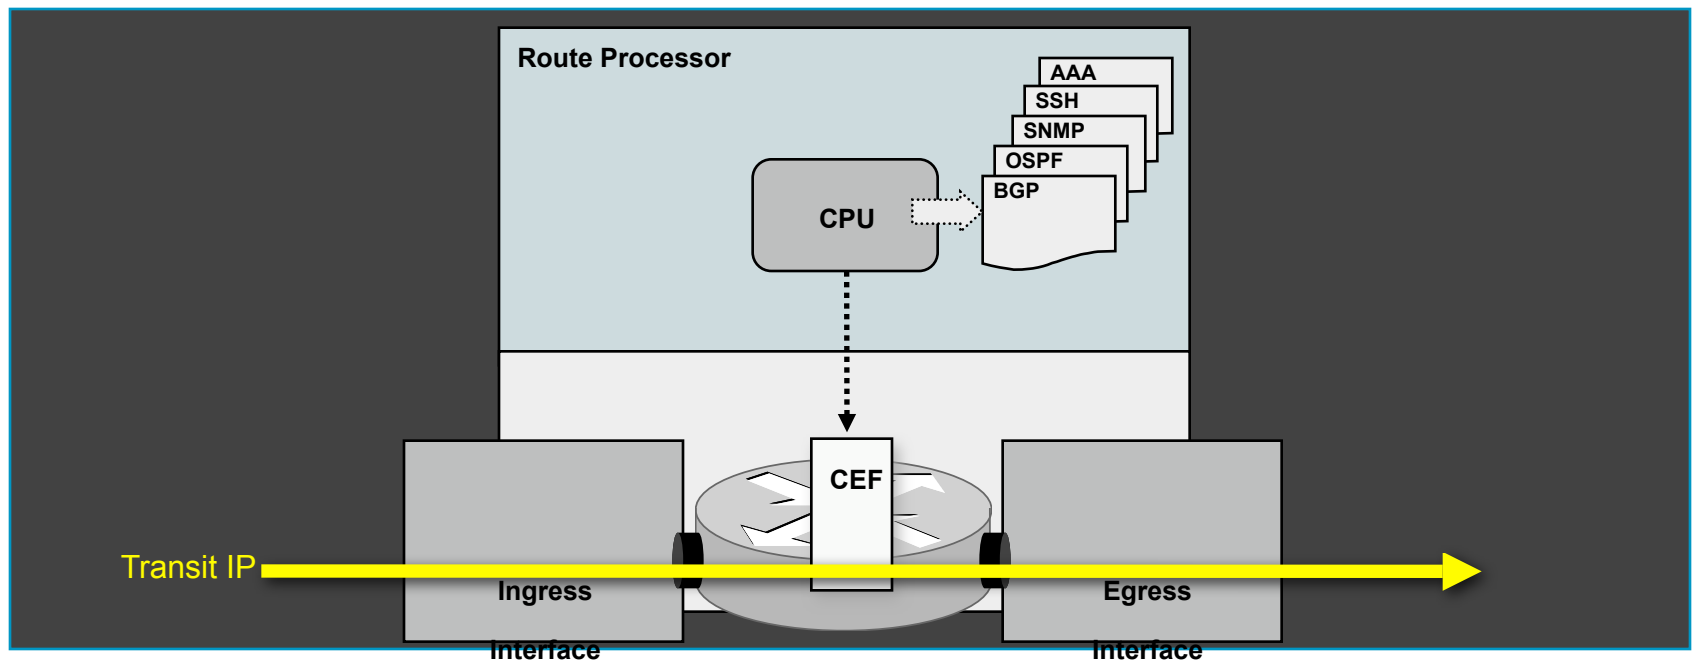 Route Processor
AAA
SSH
SNMP
OSPF
BGP
CPU
CEF
Transit IP
Ingress
Interface
Egress
Interface